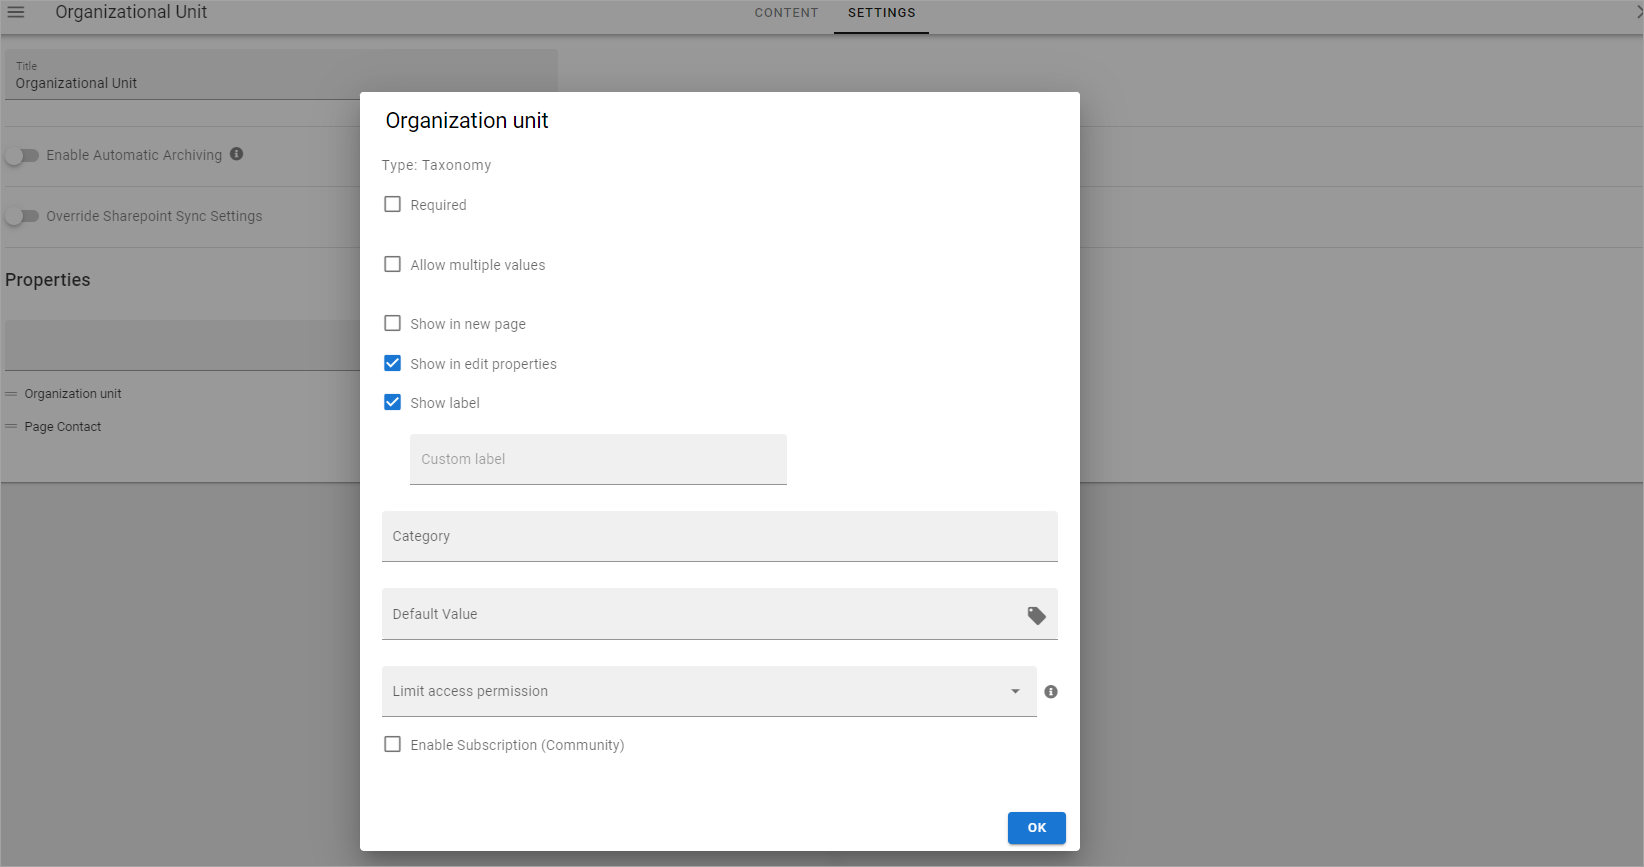 Organizational Unit
CONTENT SETTINGS
Title
Organizational Unit
Enable Automatic Archiving
Override Sharepoint Sync Settings
Properties
Organization unit
Page Contact
Organization unit
Type: Taxonomy
Required
Allow multiple values
Show in new page
Show in edit properties
Show label
Custom label
Category
Default Value
Limit access permission
Enable Subscription (Community)
OK